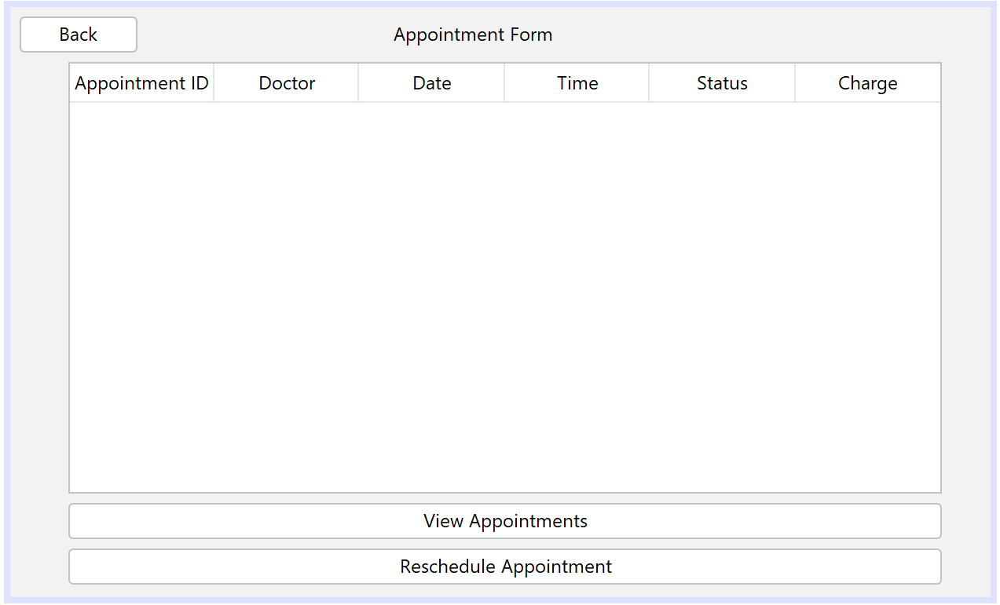 Back
Appointment Form
Appointment ID Doctor Date Time Status Charge
View Appointments
Reschedule Appointment